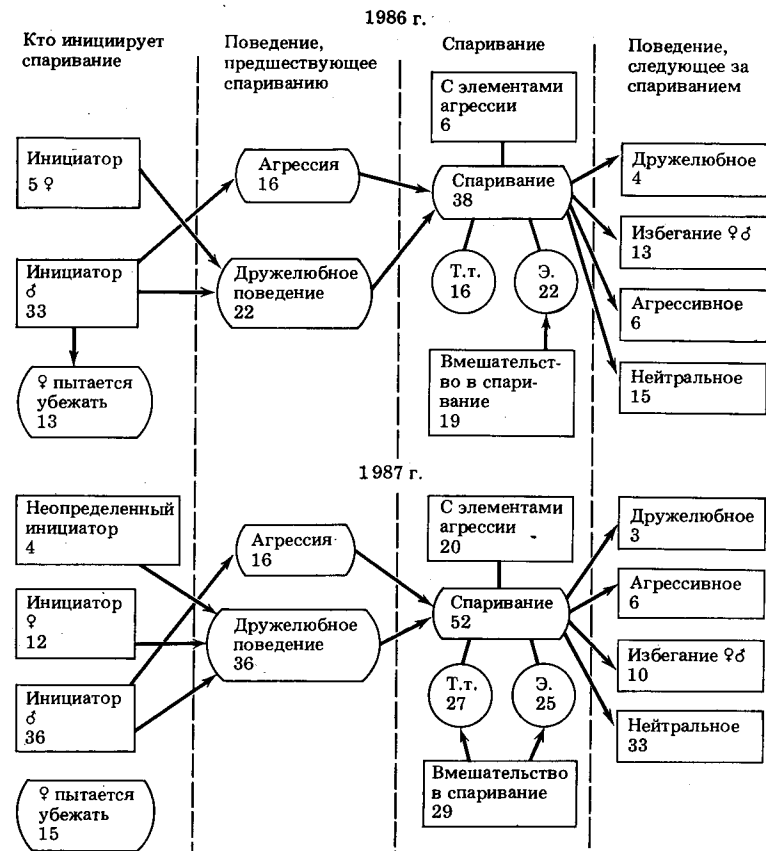 1986 г.
Кто инициирует
спаривание
Поведение,
предшествующее
спариванию
Спаривание
Поведение,
следующее за
спариванием
Инициатор
5 ♀
Инициатор
♂
33
♀ пытается
убежать
13
Агрессия
16
Дружелюбное
поведение
22
С элементами
агрессии
6
Спаривание
38
Т.т.
16
Э.
22
Вмешательст-
во в спари-
вание
19
Дружелюбное
4
Избегание ♀♂
13
Агрессивное
6
Нейтральное
15
1987 г.
Неопределенный
инициатор
4
Инициатор
♀
12
Инициатор
♂
36
♀ пытается
убежать
15
Агрессия
16
Дружелюбное
поведение
36
С элементами
агрессии
20
Спаривание
52
Т.т.
27
Э.
25
Вмешательство
в спаривание
29
Дружелюбное
3
Агрессивное
6
Избегание ♀♂
10
Нейтральное
33